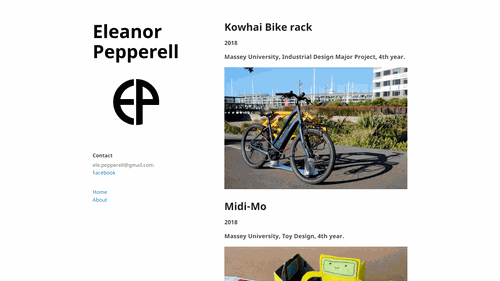 Eleanor
Pepperell
EP
Contact
ele.pepperell@gmail.com
Facebook
Home
About
Kowhai Bike rack
2018
Massey University, Industrial Design Major Project, 4th year.
Midi-Mo
2018
Massey University, Toy Design, 4th year.